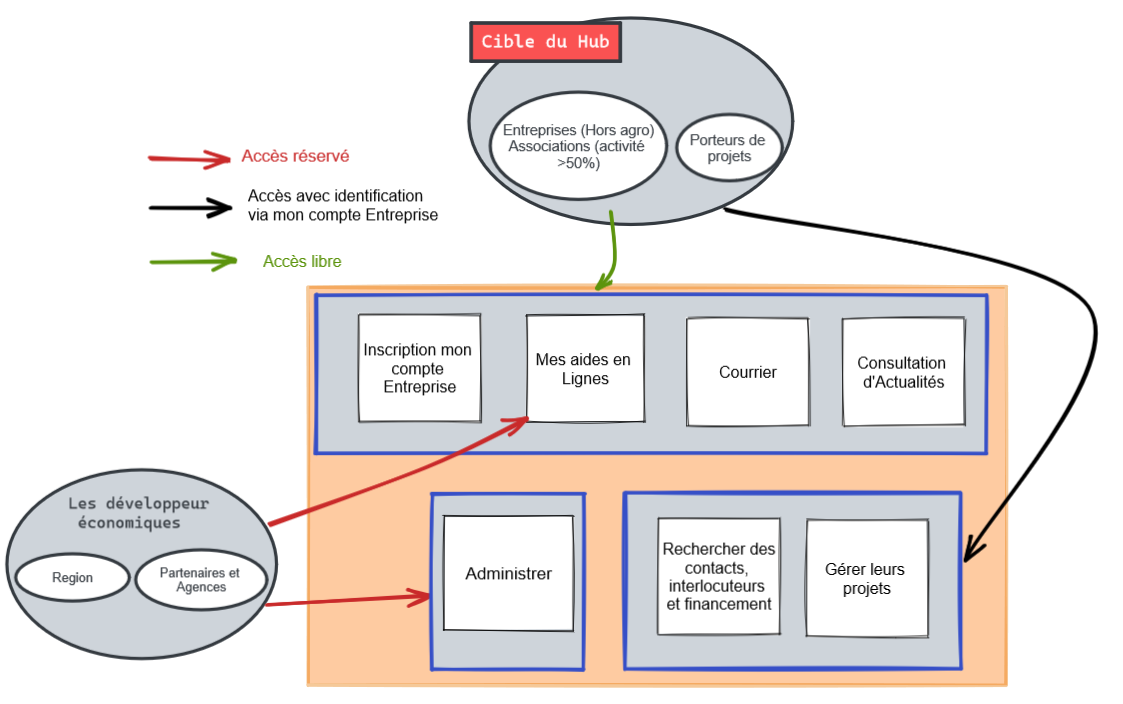 Cible du Hub
Entreprises (Hors agro)
Associations (activité
>50%)
Porteurs de
projets
Accès réservé
Accès avec identification
via mon compte Entreprise
Accès libre
Inscription mon
compte
Entreprise
Mes aides en
Lignes
Courrier
Consultation
d'Actualités
Les développeur
économiques
Region
Partenaires et
Agences
Administrer
Rechercher des
contacts,
interlocuteurs
et financement
Gérer leurs
projets